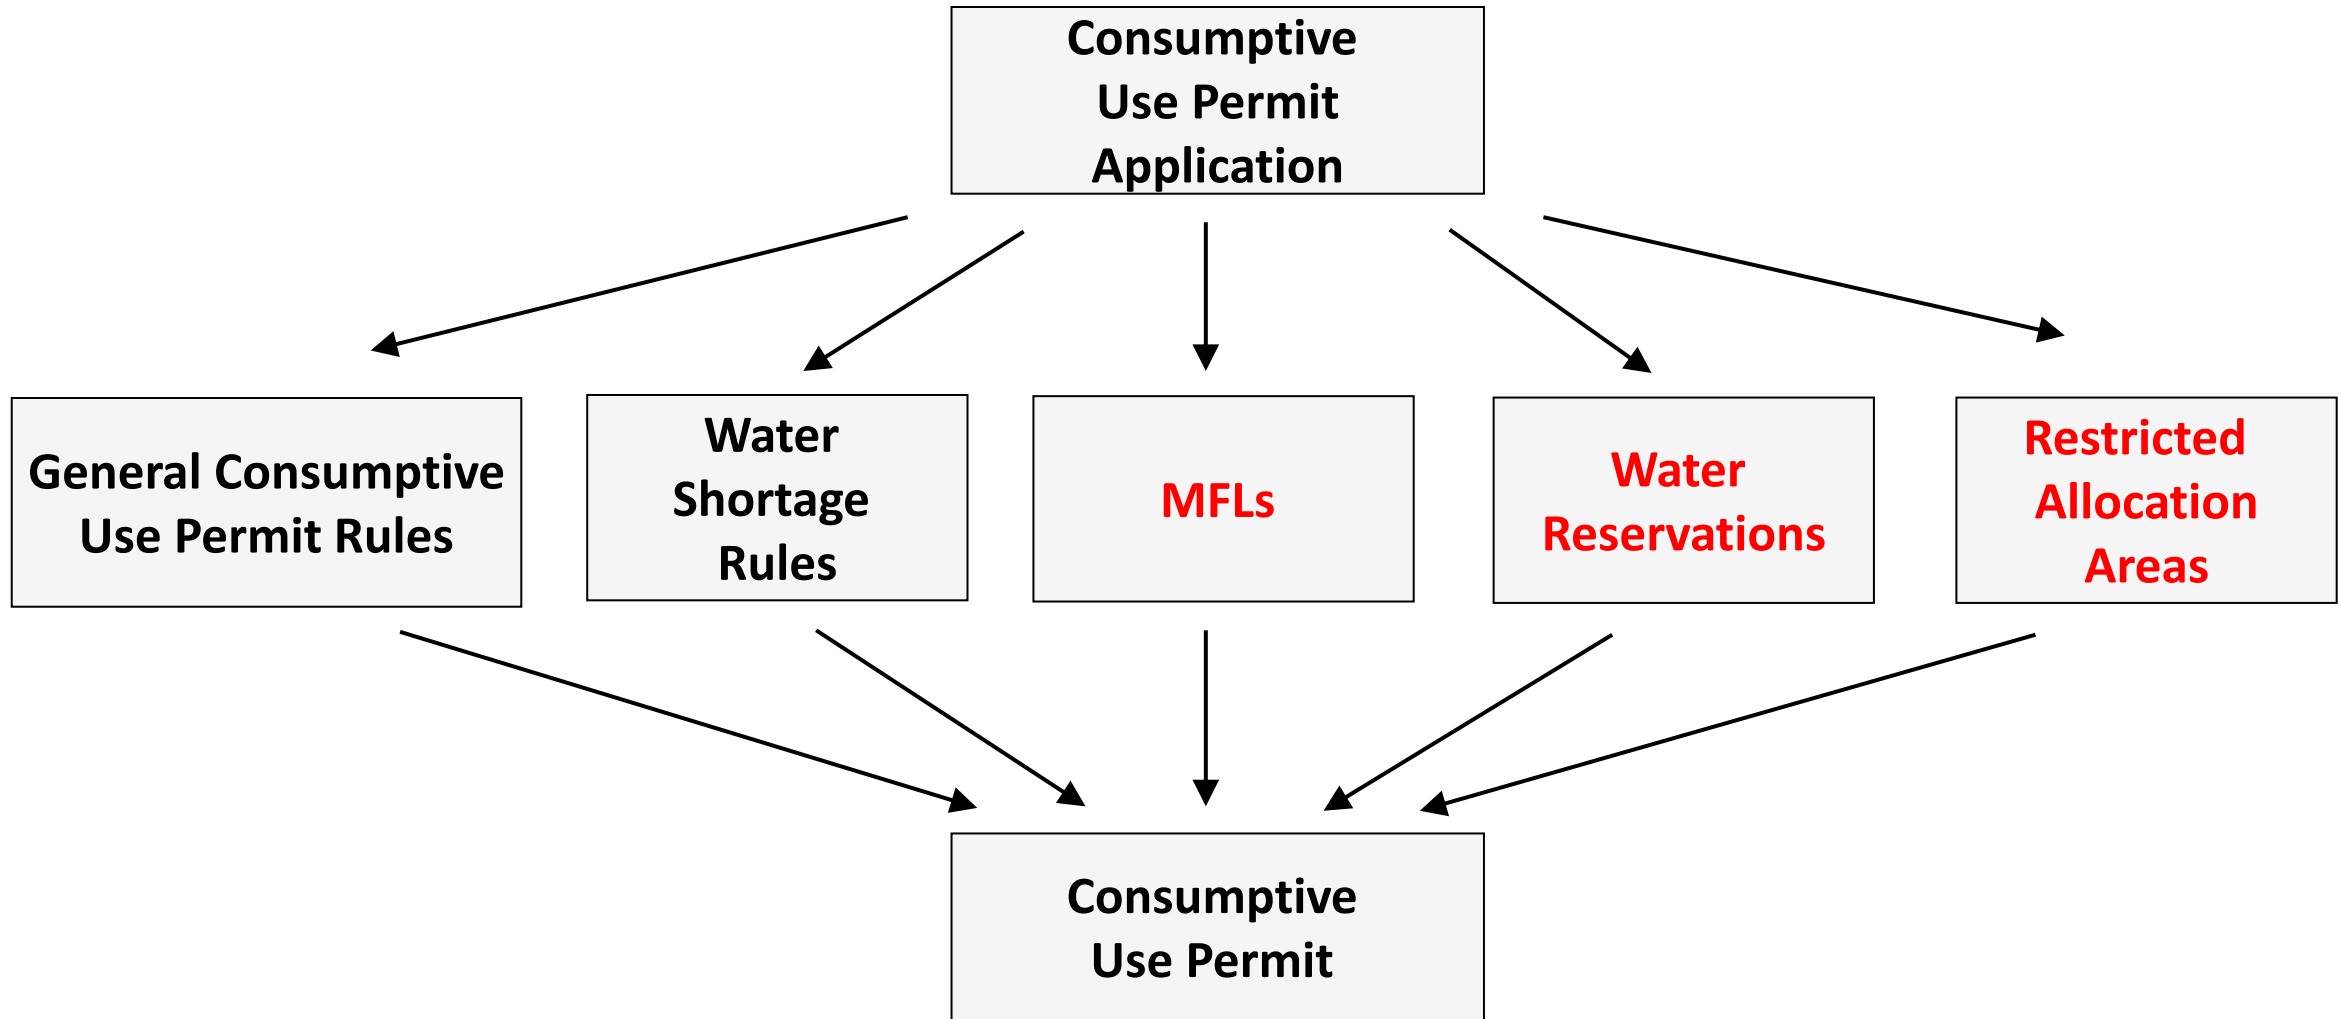 Consumptive
Use Permit
Application
General Consumptive
Use Permit Rules
Water
Shortage
Rules
MFLs
Water
Reservations
Restricted
Allocation
Areas
Consumptive
Use Permit